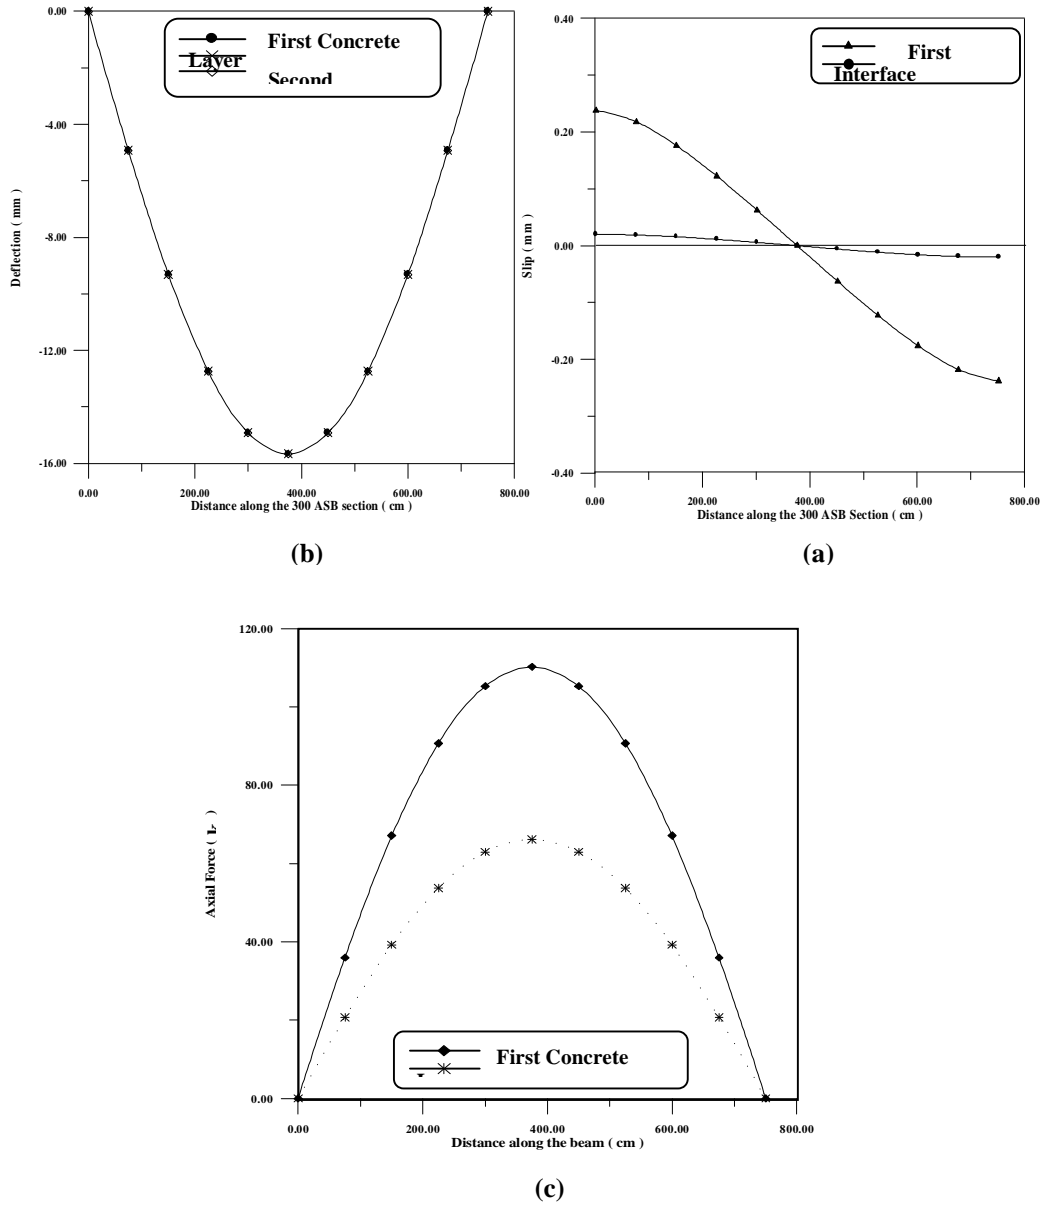 0.00
-4.00
-8.00
-12.00
-16.00
Deflection ( mm )
First Concrete
Layer
Second
0.00 200.00 400.00 600.00 800.00
Distance along the 300 ASB section ( cm )
(b)
0.40
0.20
0.00
-0.20
-0.40
Slip ( mm )
First
Interface
0.00 200.00 400.00 600.00 800.00
Distance along the 300 ASB Section ( cm )
(a)
120.00
80.00
40.00
0.00
Axial Force (
First Concrete
0.00 200.00 400.00 600.00 800.00
Distance along the beam ( cm )
(c)